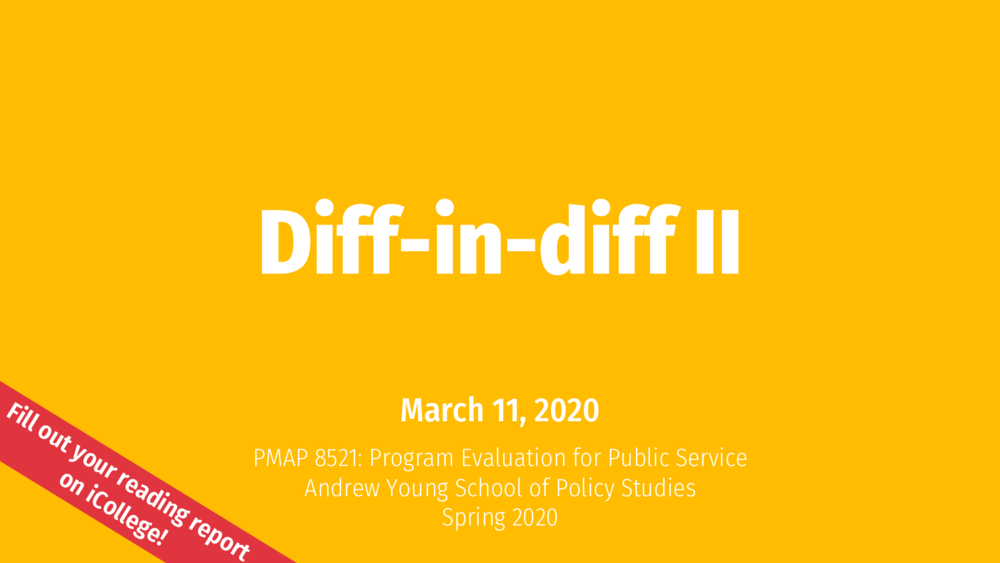 Diff-in-diff II
March 11, 2020
PMAP 8521: Program Evaluation for Public Service
Andrew Young School of Policy Studies
Spring 2020
Fill out your reading report
on iCollege!